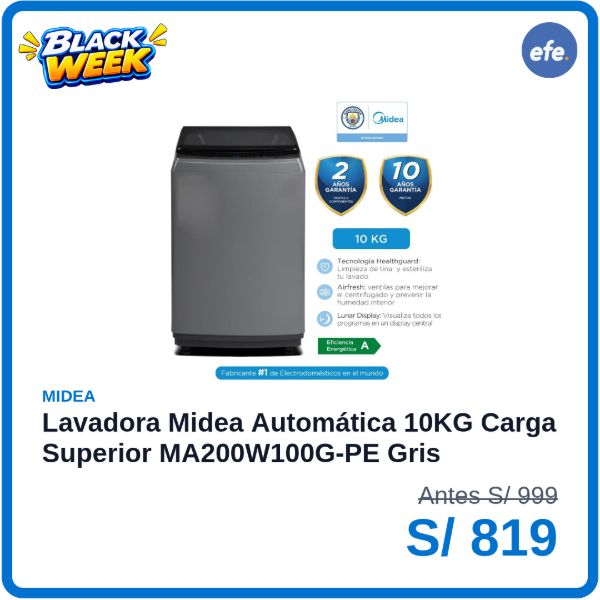 BLACK
WEEK
efe.
Midea
2
AÑOS
GARANTÍA
10
AÑOS
GARANTÍA
MOTOR
10 KG
Tecnología Healthguard:
Limpieza de tina y esteriliza
tu lavado
Airfresh: ventilas para mejorar
el centrifugado y prevenir la
humedad interior
Lunar Display: Visualiza todos los
programas en un display central
Eficiencia
Energética A
Fabricante #1 de Electrodomésticos en el mundo
MIDEA
Lavadora Midea Automática 10KG Carga
Superior MA200W100G-PE Gris
Antes S/ 999
S/ 819